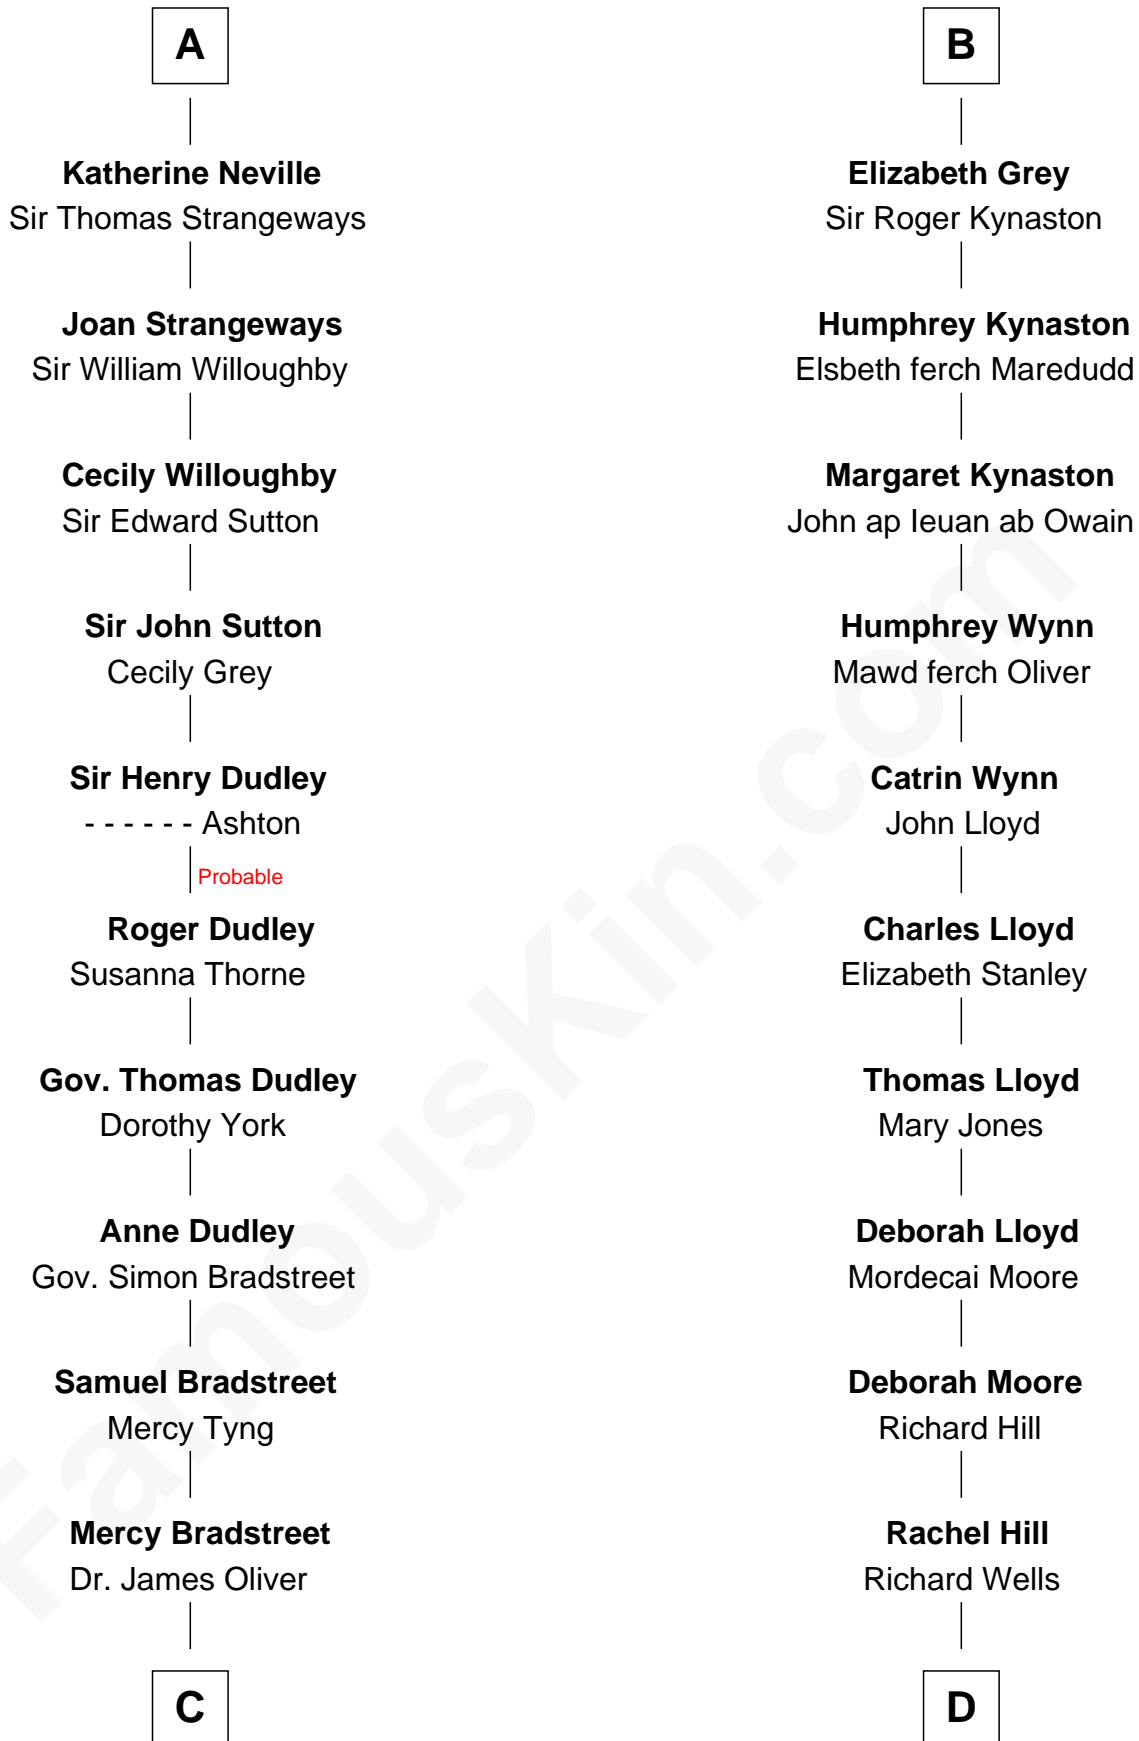 A
Katherine Neville
Sir Thomas Strangeways
Joan Strangeways
Sir William Willoughby
Cecily Willoughby
Sir Edward Sutton
Sir John Sutton
Cecily Grey
Sir Henry Dudley
- - - - - - Ashton
Probable
Roger Dudley
Susanna Thorne
Gov. Thomas Dudley
Dorothy York
Anne Dudley
Gov. Simon Bradstreet
Samuel Bradstreet
Mercy Tyng
Mercy Bradstreet
Dr. James Oliver
C
B
Elizabeth Grey
Sir Roger Kynaston
Humphrey Kynaston
Elsbeth ferch Maredudd
Margaret Kynaston
John ap Ieuan ab Owain
Humphrey Wynn
Mawd ferch Oliver
Catrin Wynn
John Lloyd
Charles Lloyd
Elizabeth Stanley
Thomas Lloyd
Mary Jones
Deborah Lloyd
Mordecai Moore
Deborah Moore
Richard Hill
Rachel Hill
Richard Wells
D
FamousKin.com